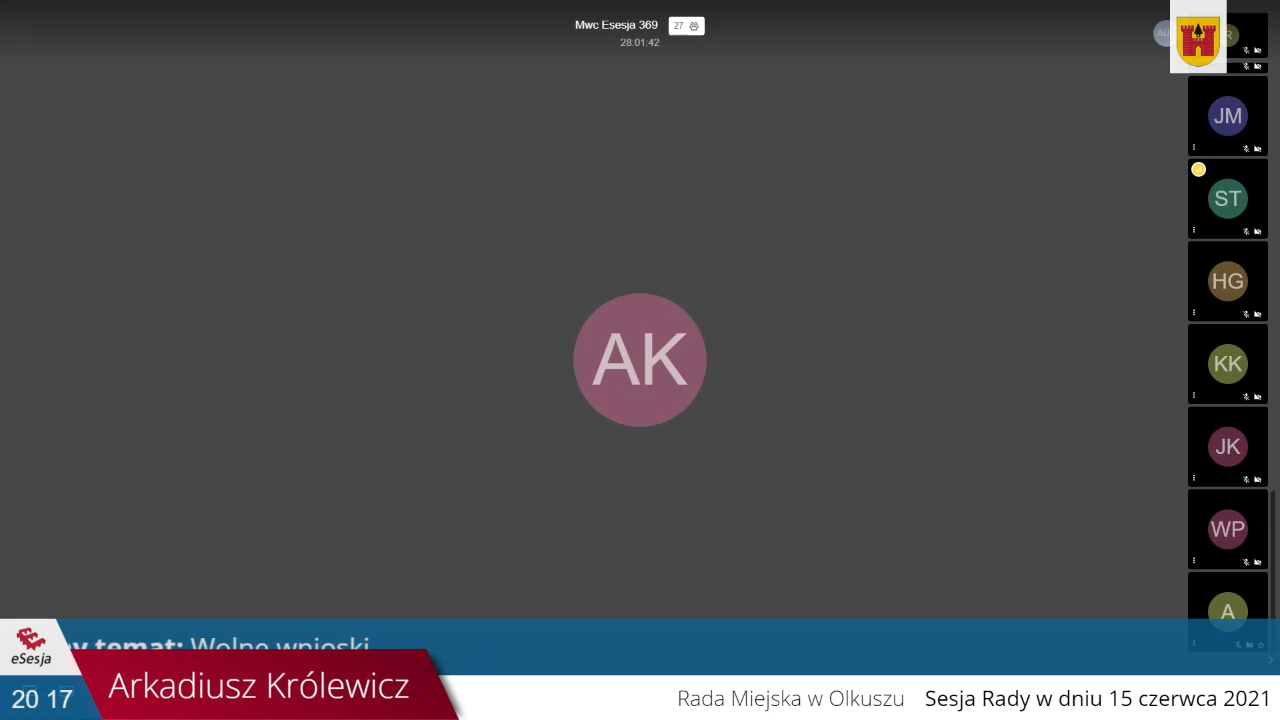 Mwc Esesja 369
27
28:01:42
AU
R
JM
ST
HG
KK
JK
WP
A
AK
temat: Wolne wnioski
eSesja
Arkadiusz Królewicz
20 17
Rada Miejska w Olkuszu Sesja Rady w dniu 15 czerwca 2021